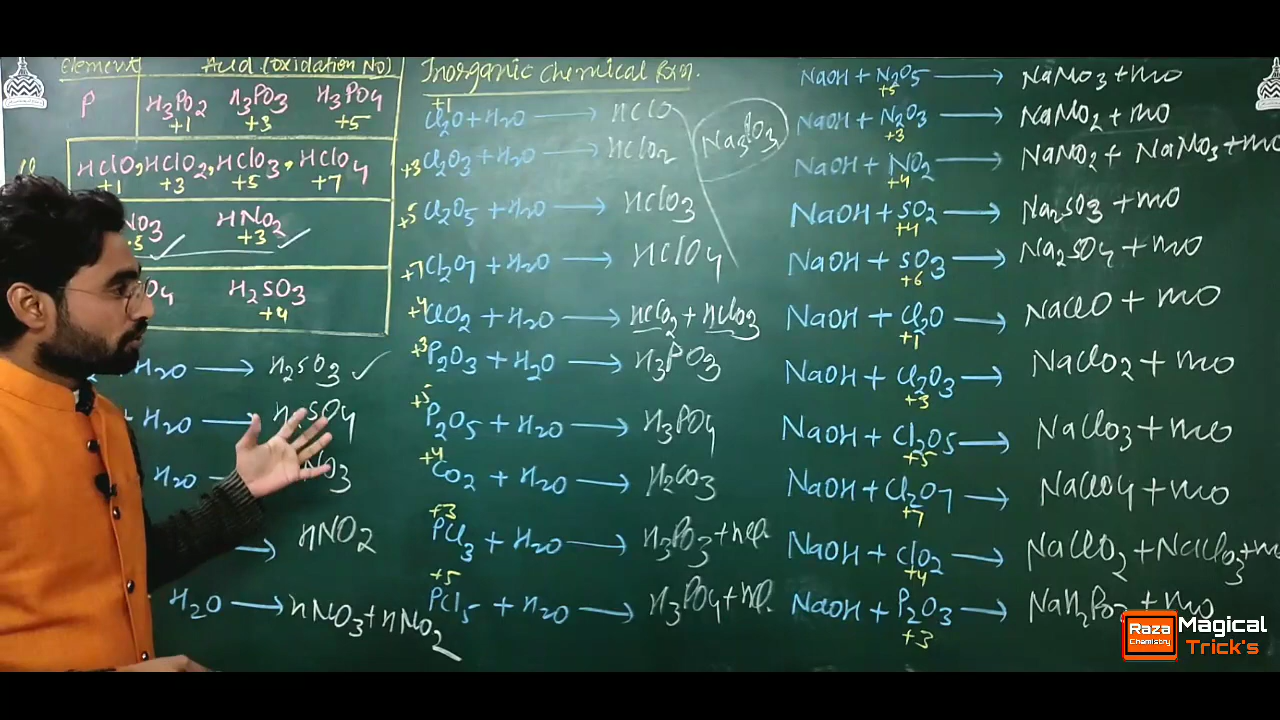 Element Acid (Oxidation No)
P H3PO2 H3PO3 H3PO4
+1 +3 +5
HClO, HClO2, HClO3, HClO4
+1 +3 +5 +7
NO3 HNO2
+3
O4 H2SO3
+4
+ H2O → H2SO3 ✓
+ H2O → H2SO4
H2O → NO3
→ HNO2
H2O → HNO3 + HNO2
Inorganic Chemical Rxn.
+1
Cl2O + H2O → HClO
+3 Cl2O3 + H2O → HClO2
+5 Cl2O5 + H2O → HClO3
+7 Cl2O7 + H2O → HClO4
+4 ClO2 + H2O → HClO2 + HClO3
+3 P2O3 + H2O → H3PO3
+5 P2O5 + H2O → H3PO4
+4 CO2 + H2O → H2CO3
+3
PCl3 + H2O → H3PO3 + HCl
+5
PCl5 + H2O → H3PO4 + HCl
NaOH + N2O5 → NaNO3 + H2O
+5
NaOH + N2O3 → NaNO2 + H2O
+3
NaOH + NO2 → NaNO2 + NaNO3 + H2O
+4
NaOH + SO2 → Na2SO3 + H2O
+4
NaOH + SO3 → Na2SO4 + H2O
+6
NaOH + Cl2O → NaClO + H2O
+1
NaOH + Cl2O3 → NaClO2 + H2O
+3
NaOH + Cl2O5 → NaClO3 + H2O
+5
NaOH + Cl2O7 → NaClO4 + H2O
+7
NaOH + ClO2 → NaClO2 + NaClO3 + H
+4
NaOH + P2O3 → NaH2PO3 + H2O
+3
Raza
Chemistry
Magical
Trick's